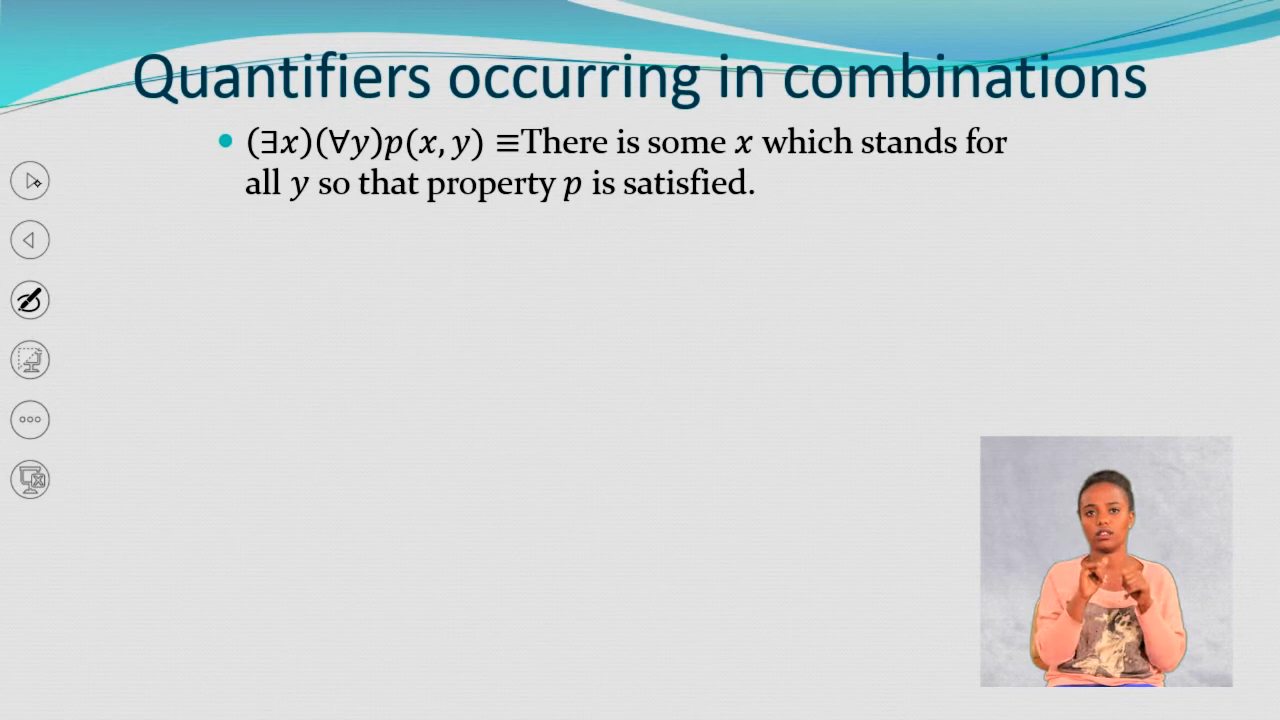 Quantifiers occurring in combinations
• (∃x)(∀y)p(x, y) ≡There is some x which stands for
all y so that property p is satisfied.